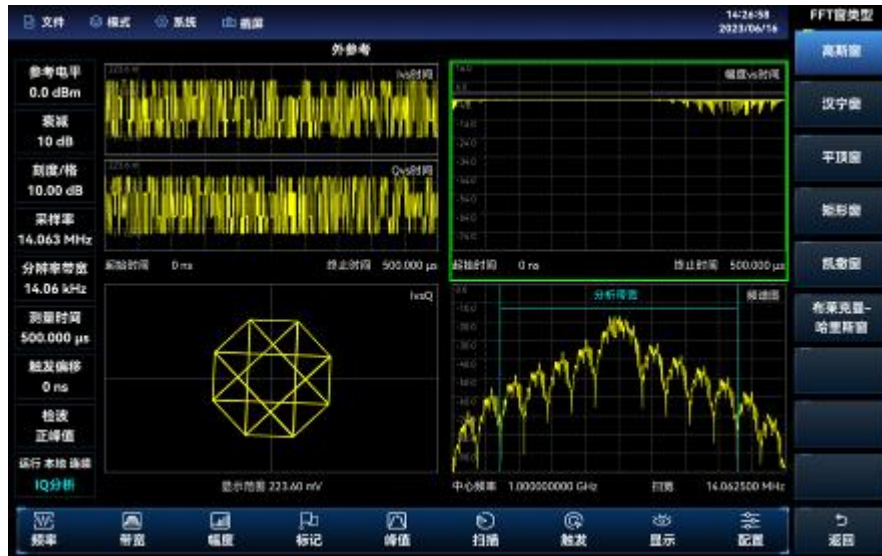 文件 模式 系统 截屏 14:26:58
2023/06/16
FFT窗类型
外参考
参考电平
0.0 dBm
衰减
10 dB
刻度/格
10.00 dB
采样率
14.063 MHz
分辨率带宽
14.06 kHz
测量时间
500.000 μs
触发偏移
0 ns
检波
正峰值
运行 本地 连续
IQ分析
Ivs时间
Qvs时间
起始时间 0 ns 终止时间 500.000 μs
幅度vs时间
起始时间 0 ns 终止时间 500.000 μs
IvsQ
显示范围 223.60 mV
分析带宽 频谱图
中心频率 1.000000000 GHz 扫宽 14.062500 MHz
高斯窗
汉宁窗
平顶窗
矩形窗
凯撒窗
布莱克曼-
哈里斯窗
频率 带宽 幅度 标记 峰值 扫描 触发 显示 配置 返回